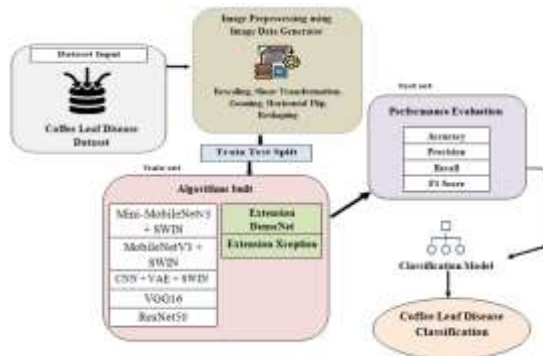 Dataset Input
Coffee Leaf Disease
Dataset
Image Preprocessing using
Image Data Generator
Rescaling, Shear Transformation
Zooming, Horizontal Flip,
Reshaping
Train Test Split
Train set
Algorithms built
Mini-MobileNetV3
+ SWIN
MobileNetV3 +
SWIN
CNN + VAE + SWIN
VGG16
ResNet50
Extension
DenseNet
Extension Xception
Test set
Performance Evaluation
Accuracy
Precision
Recall
F1 Score
Classification Model
Coffee Leaf Disease
Classification